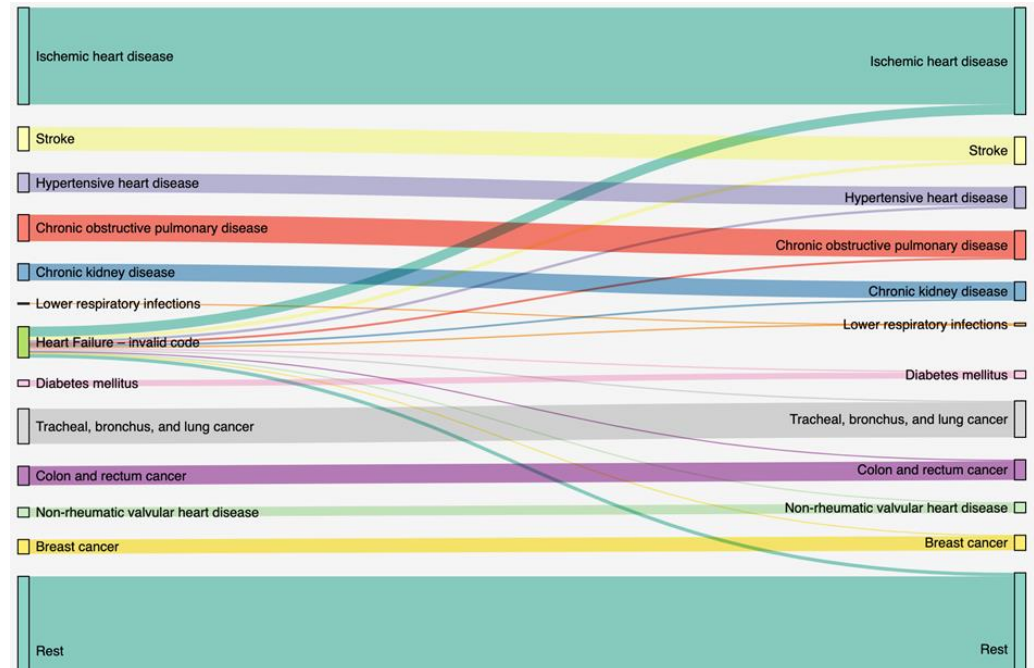 Ischemic heart disease
Stroke
Hypertensive heart disease
Chronic obstructive pulmonary disease
Chronic kidney disease
Lower respiratory infections
Heart Failure – invalid code
Diabetes mellitus
Tracheal, bronchus, and lung cancer
Colon and rectum cancer
Non-rheumatic valvular heart disease
Breast cancer
Rest
Ischemic heart disease
Stroke
Hypertensive heart disease
Chronic obstructive pulmonary disease
Chronic kidney disease
Lower respiratory infections
Diabetes mellitus
Tracheal, bronchus, and lung cancer
Colon and rectum cancer
Non-rheumatic valvular heart disease
Breast cancer
Rest